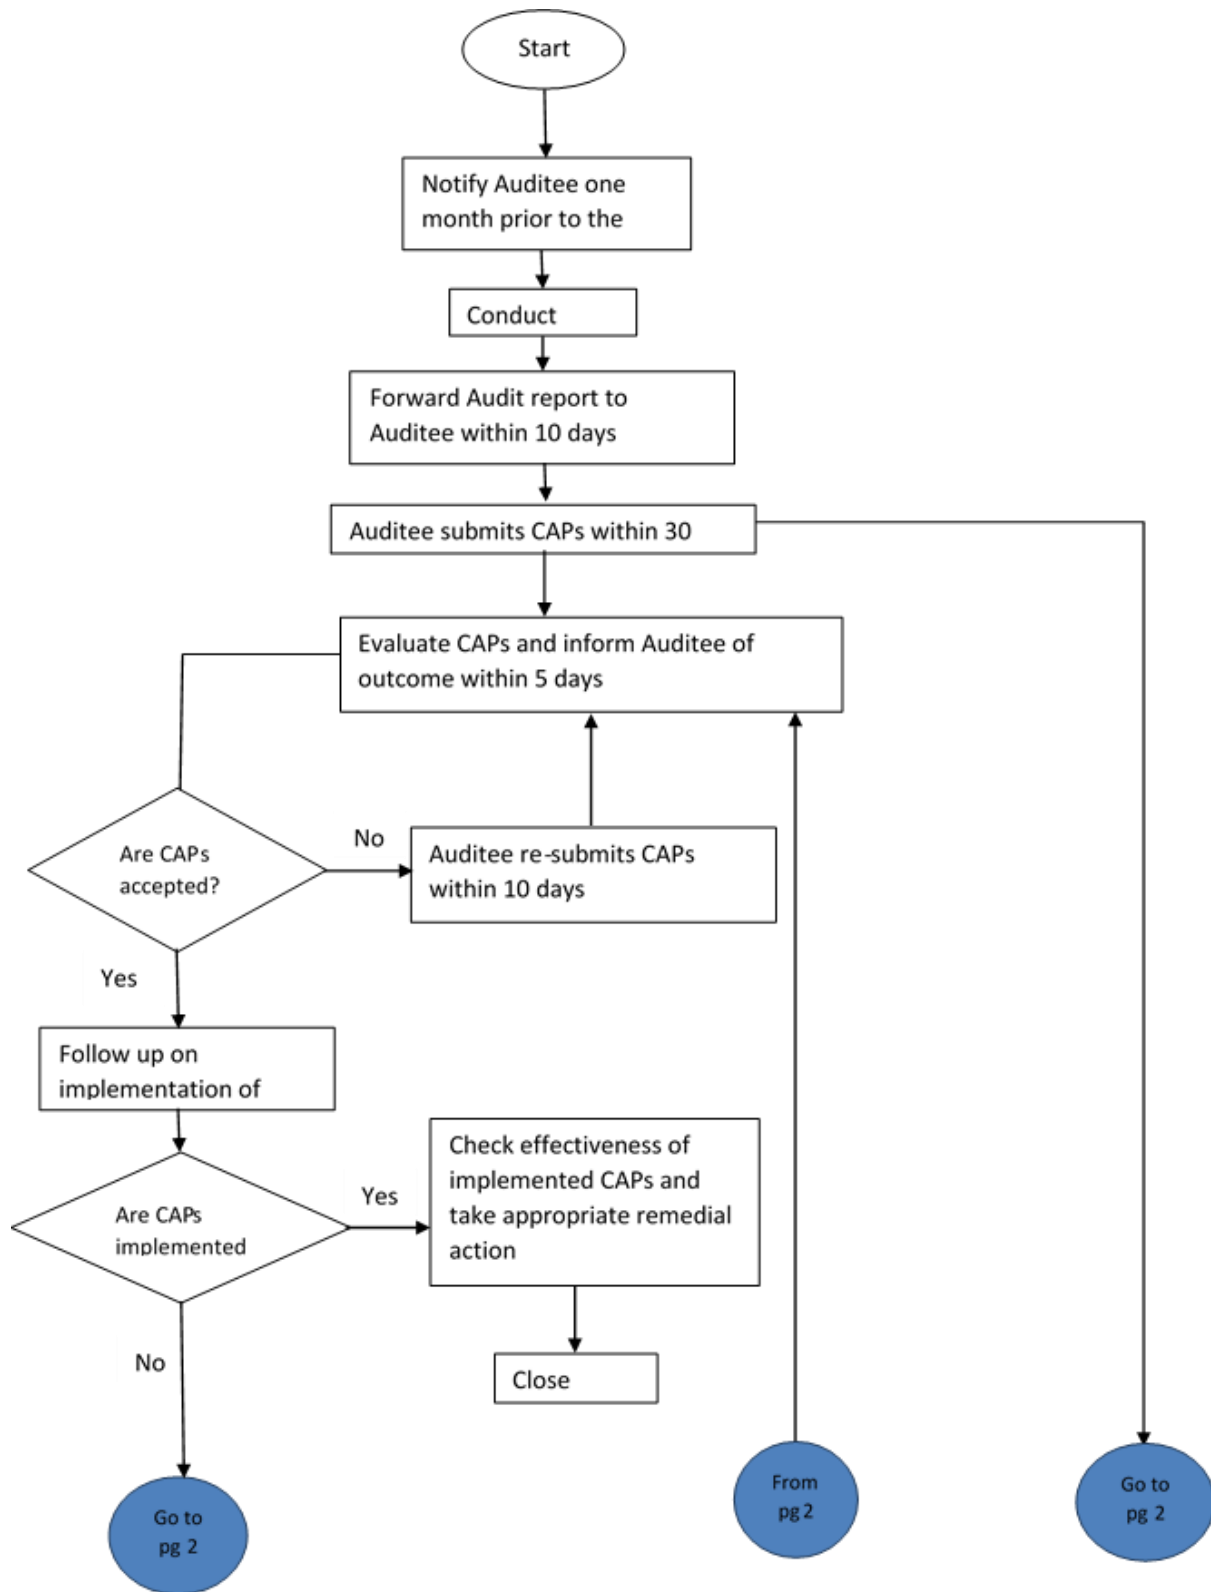 Start
Notify Auditee one
month prior to the
Conduct
Forward Audit report to
Auditee within 10 days
Auditee submits CAPs within 30
Evaluate CAPs and inform Auditee of
outcome within 5 days
Are CAPs
accepted?
No
Auditee re-submits CAPs
within 10 days
Yes
Follow up on
implementation of
Are CAPs
implemented
Yes
Check effectiveness of
implemented CAPs and
take appropriate remedial
action
No
Close
Go to
pg 2
From
pg 2
Go to
pg 2